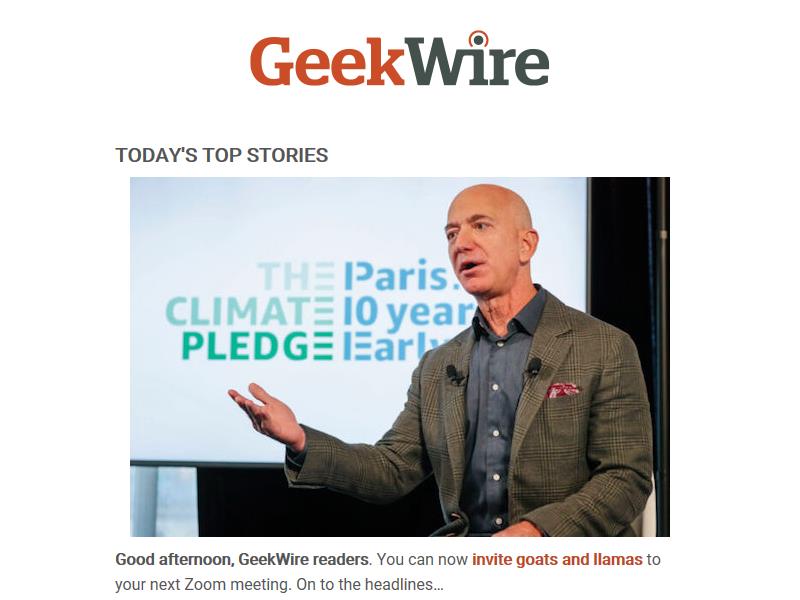 GeekWire
TODAY'S TOP STORIES
THE
CLIMATE
PLEDGE
Paris.
10 year
Early
Good afternoon, GeekWire readers. You can now invite goats and llamas to
your next Zoom meeting. On to the headlines...